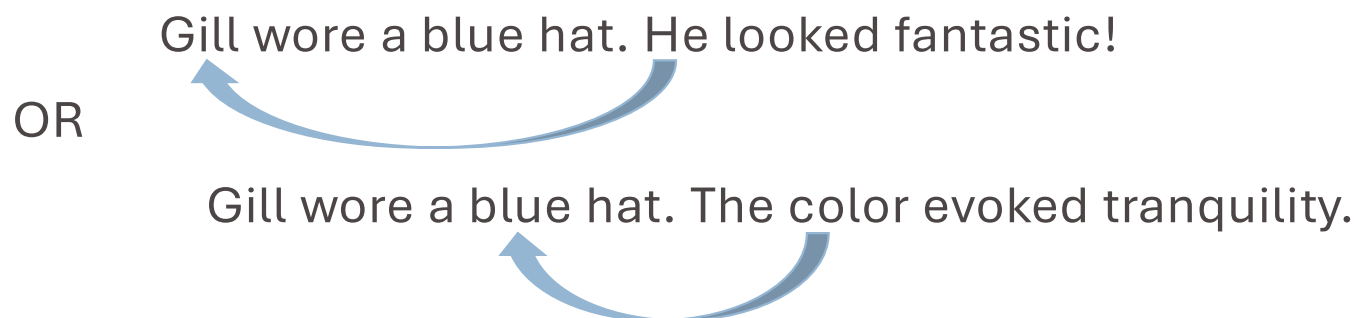 Gill wore a blue hat. He looked fantastic!
OR
Gill wore a blue hat. The color evoked tranquility.